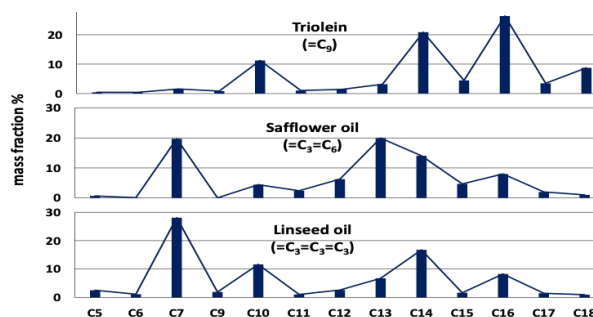 Triolein
(=C₉)
20
10
0
mass fraction %
30
Safflower oil
(=C₃=C₆)
20
10
0
30
Linseed oil
(=C₃=C₃=C₃)
20
10
0
C5 C6 C7 C9 C10 C11 C12 C13 C14 C15 C16 C17 C18